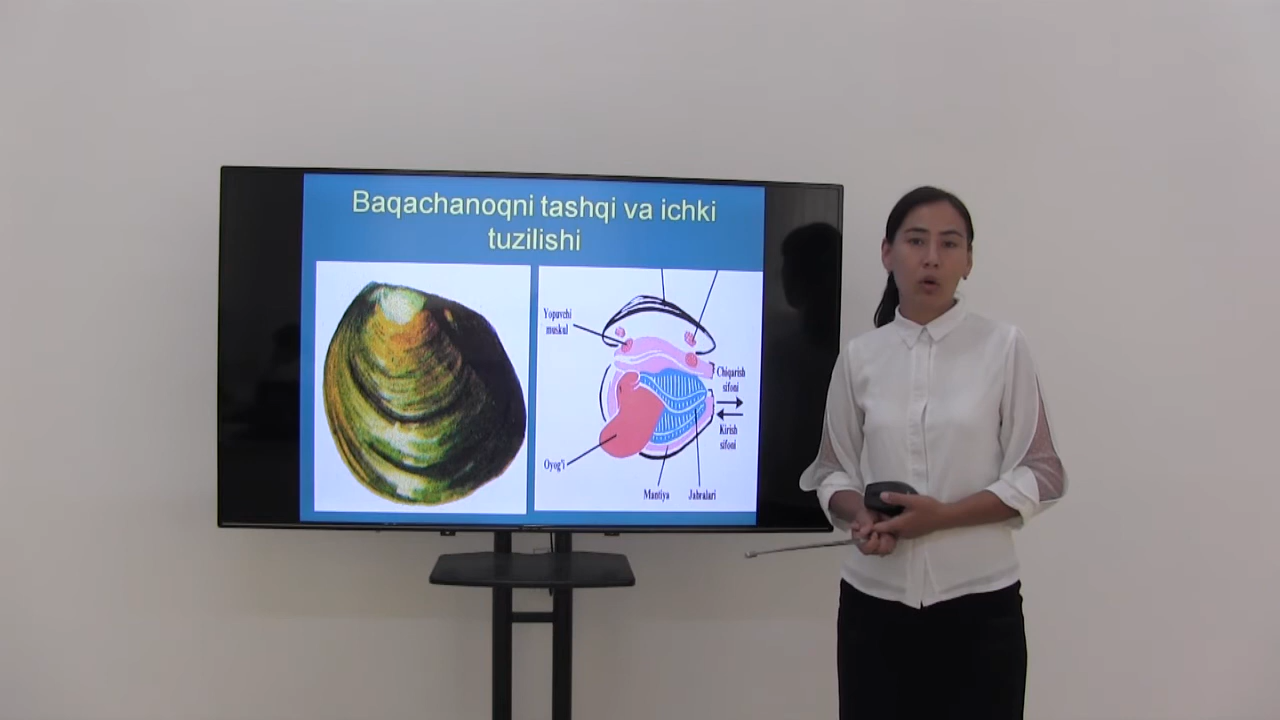 Baqachanoqni tashqi va ichki
tuzilishi
Yopuvchi
muskul
Chiqarish
sifoni
Kirish
sifoni
Oyog'i
Mantiya
Jabralari